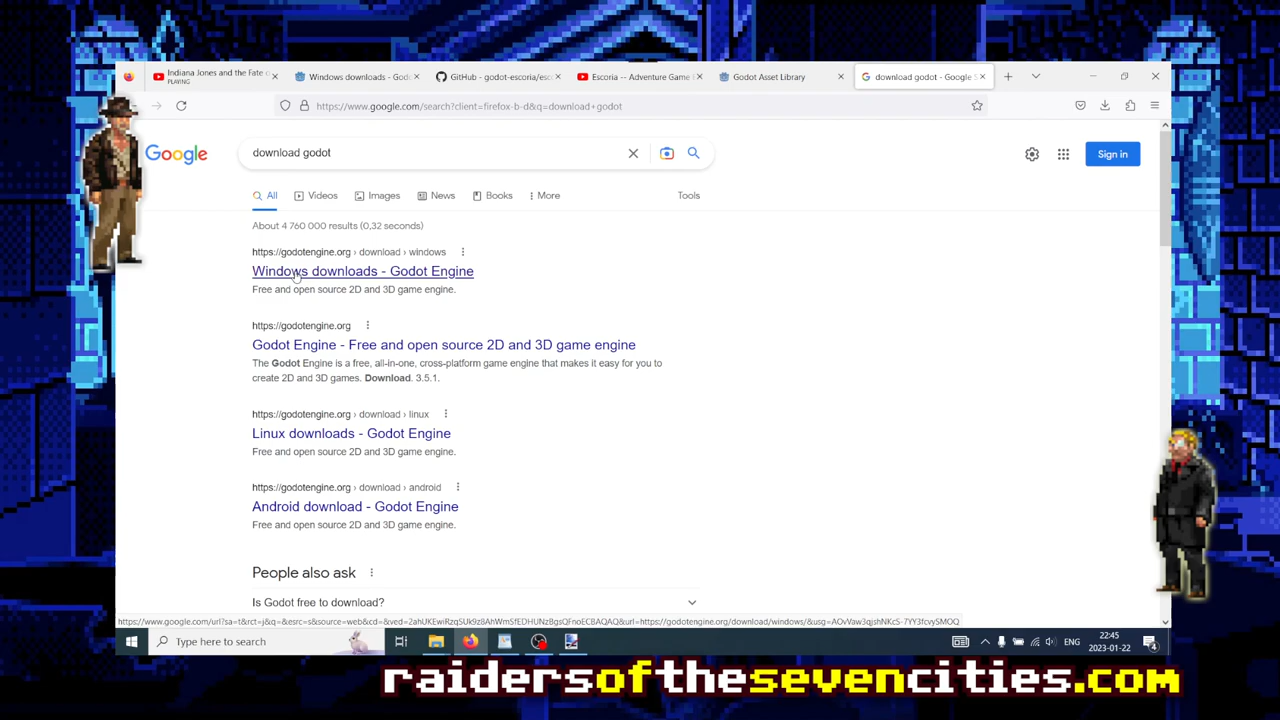 Indiana Jones and the Fate o
PLAYING
Windows downloads - Godo
GitHub - godot-escoria/esc
Escoria -- Adventure Game E
Godot Asset Library
download godot - Google S
https://www.google.com/search?client=firefox-b-d&q=download+godot
Google
download godot
Sign in
All
Videos
Images
News
Books
More
Tools
About 4 760 000 results (0,32 seconds)
https://godotengine.org › download › windows
Windows downloads - Godot Engine
Free and open source 2D and 3D game engine.
https://godotengine.org
Godot Engine - Free and open source 2D and 3D game engine
The Godot Engine is a free, all-in-one, cross-platform game engine that makes it easy for you to
create 2D and 3D games. Download. 3.5.1.
https://godotengine.org › download › linux
Linux downloads - Godot Engine
Free and open source 2D and 3D game engine.
https://godotengine.org › download › android
Android download - Godot Engine
Free and open source 2D and 3D game engine.
People also ask
Is Godot free to download?
Type here to search
ENG
22:45
2023-01-22
4
raidersofthesevencities.com